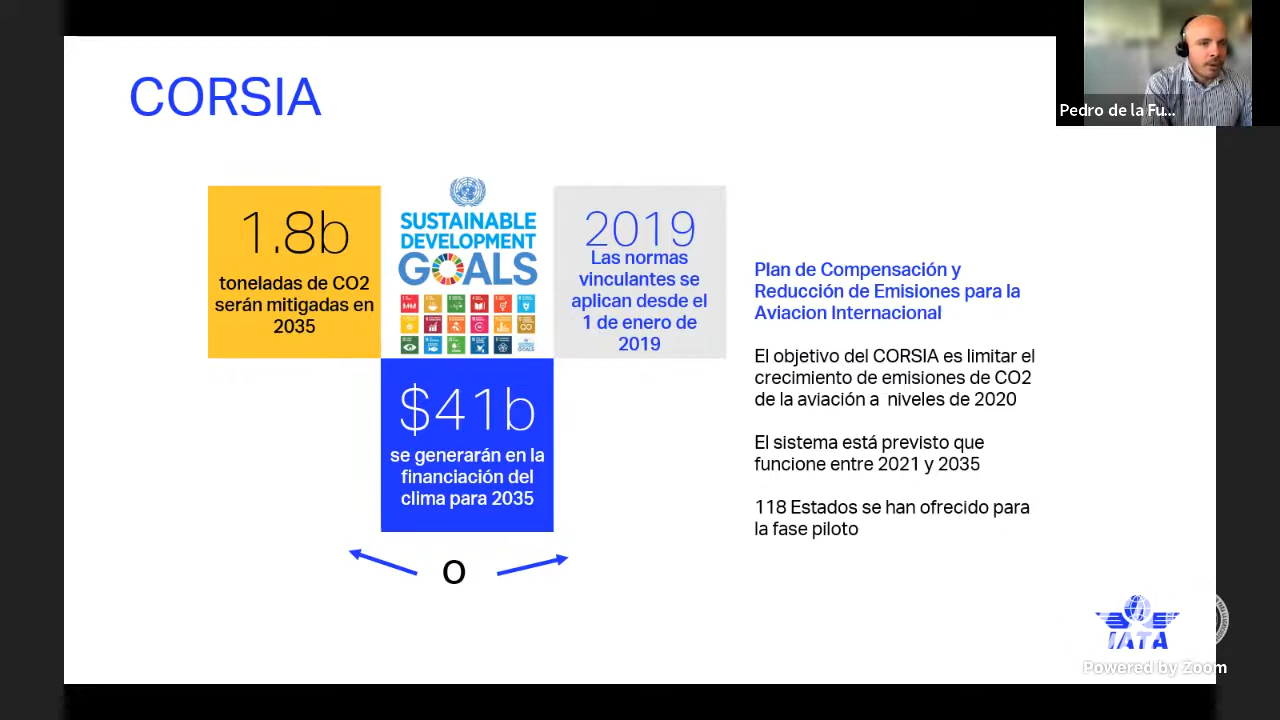 CORSIA
Pedro de la Fu...
1.8b
toneladas de CO2
serán mitigadas en
2035
SUSTAINABLE
DEVELOPMENT
GOALS
2019
Las normas
vinculantes se
aplican desde el
1 de enero de
2019
$41b
se generarán en la
financiación del
clima para 2035
O
Plan de Compensación y
Reducción de Emisiones para la
Aviacion Internacional
El objetivo del CORSIA es limitar el
crecimiento de emisiones de CO2
de la aviación a niveles de 2020
El sistema está previsto que
funcione entre 2021 y 2035
118 Estados se han ofrecido para
la fase piloto
IATA
Powered by Zoom